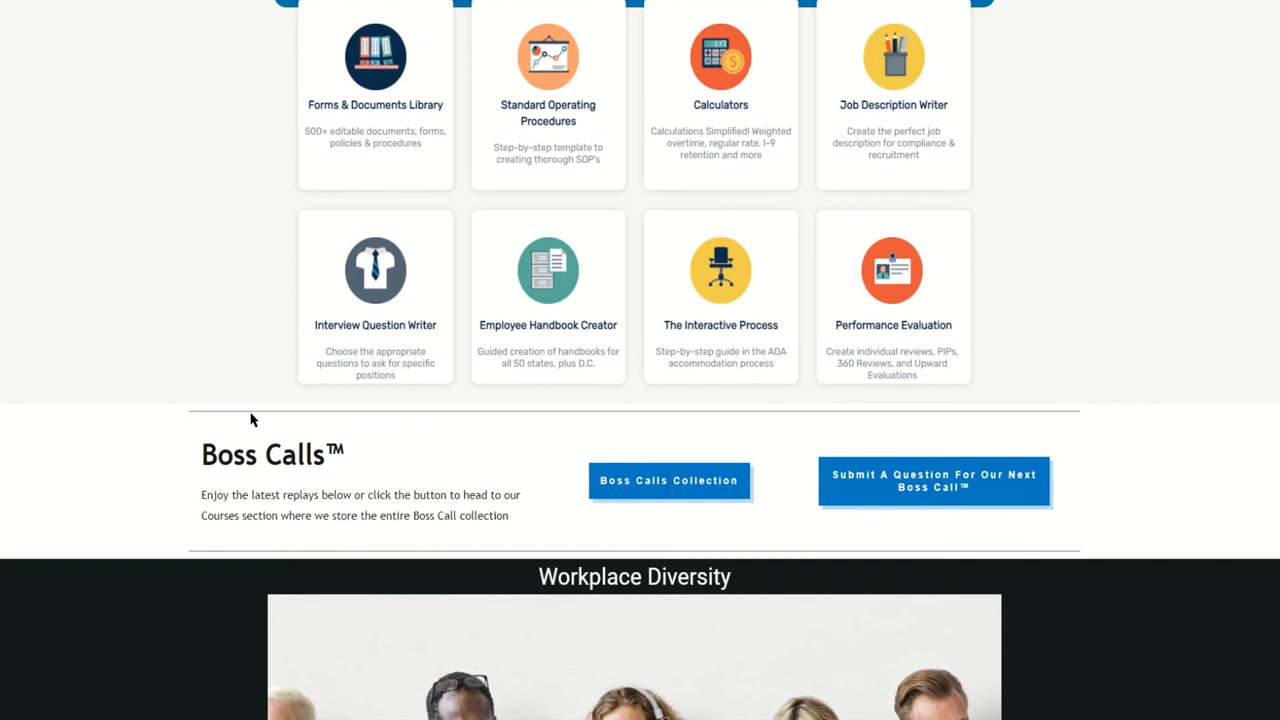 Forms & Documents Library
500+ editable documents, forms,
policies & procedures
Standard Operating
Procedures
Step-by-step template to
creating thorough SOP's
Calculators
Calculations Simplified! Weighted
overtime, regular rate, I-9
retention and more
Job Description Writer
Create the perfect job
description for compliance &
recruitment
Interview Question Writer
Choose the appropriate
questions to ask for specific
positions
Employee Handbook Creator
Guided creation of handbooks for
all 50 states, plus D.C.
The Interactive Process
Step-by-step guide in the ADA
accommodation process
Performance Evaluation
Create individual reviews, PIPs,
360 Reviews, and Upward
Evaluations
Boss Calls™
Enjoy the latest replays below or click the button to head to our
Courses section where we store the entire Boss Call collection
Boss Calls Collection
Submit A Question For Our Next
Boss Call™
Workplace Diversity